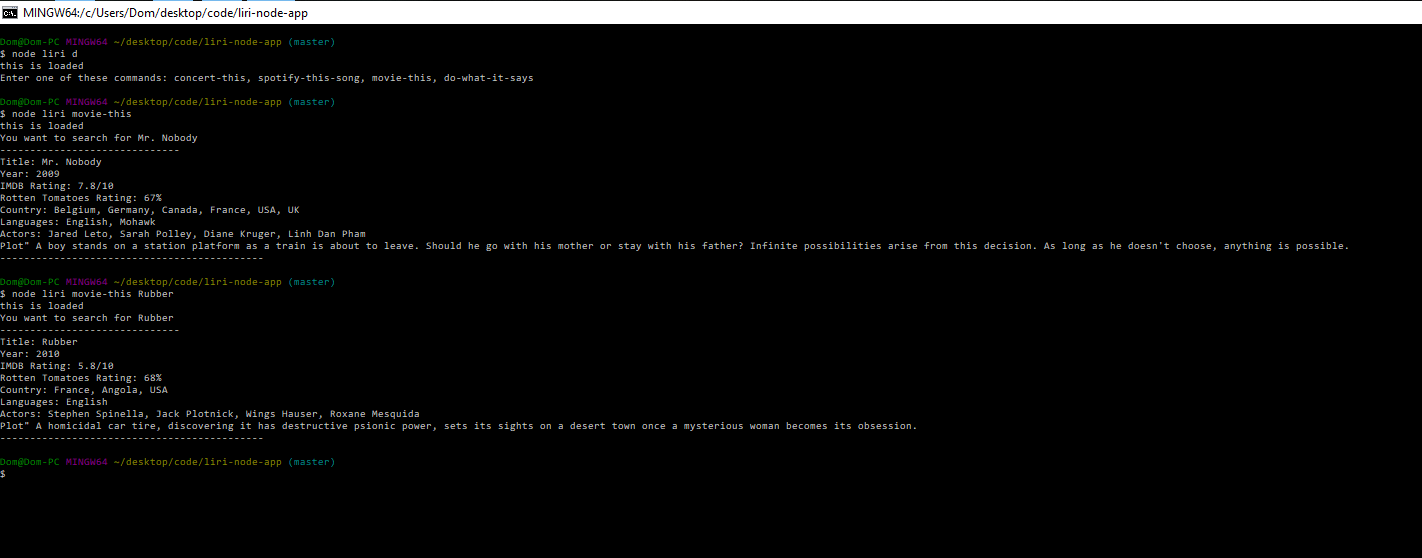 MINGW64:/c/Users/Dom/desktop/code/liri-node-app
Dom@Dom-PC MINGW64 ~/desktop/code/liri-node-app (master)
$ node liri d
this is loaded
Enter one of these commands: concert-this, spotify-this-song, movie-this, do-what-it-says
Dom@Dom-PC MINGW64 ~/desktop/code/liri-node-app (master)
$ node liri movie-this
this is loaded
You want to search for Mr. Nobody
------------------------------
Title: Mr. Nobody
Year: 2009
IMDB Rating: 7.8/10
Rotten Tomatoes Rating: 67%
Country: Belgium, Germany, Canada, France, USA, UK
Languages: English, Mohawk
Actors: Jared Leto, Sarah Polley, Diane Kruger, Linh Dan Pham
Plot" A boy stands on a station platform as a train is about to leave. Should he go with his mother or stay with his father? Infinite possibilities arise from this decision. As long as he doesn't choose, anything is possible.
--------------------------------------------
Dom@Dom-PC MINGW64 ~/desktop/code/liri-node-app (master)
$ node liri movie-this Rubber
this is loaded
You want to search for Rubber
------------------------------
Title: Rubber
Year: 2010
IMDB Rating: 5.8/10
Rotten Tomatoes Rating: 68%
Country: France, Angola, USA
Languages: English
Actors: Stephen Spinella, Jack Plotnick, Wings Hauser, Roxane Mesquida
Plot" A homicidal car tire, discovering it has destructive psionic power, sets its sights on a desert town once a mysterious woman becomes its obsession.
--------------------------------------------
Dom@Dom-PC MINGW64 ~/desktop/code/liri-node-app (master)
$